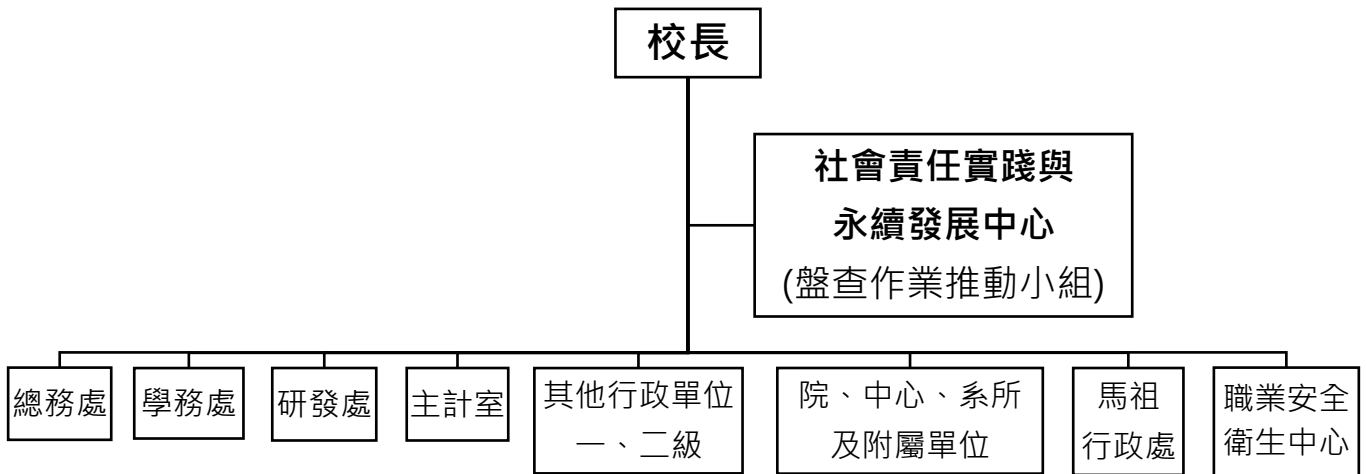 校長
社會責任實踐與
永續發展中心
(盤查作業推動小組)
總務處
學務處
研發處
主計室
其他行政單位
一、二級
院、中心、系所
及附屬單位
馬祖
行政處
職業安全
衛生中心